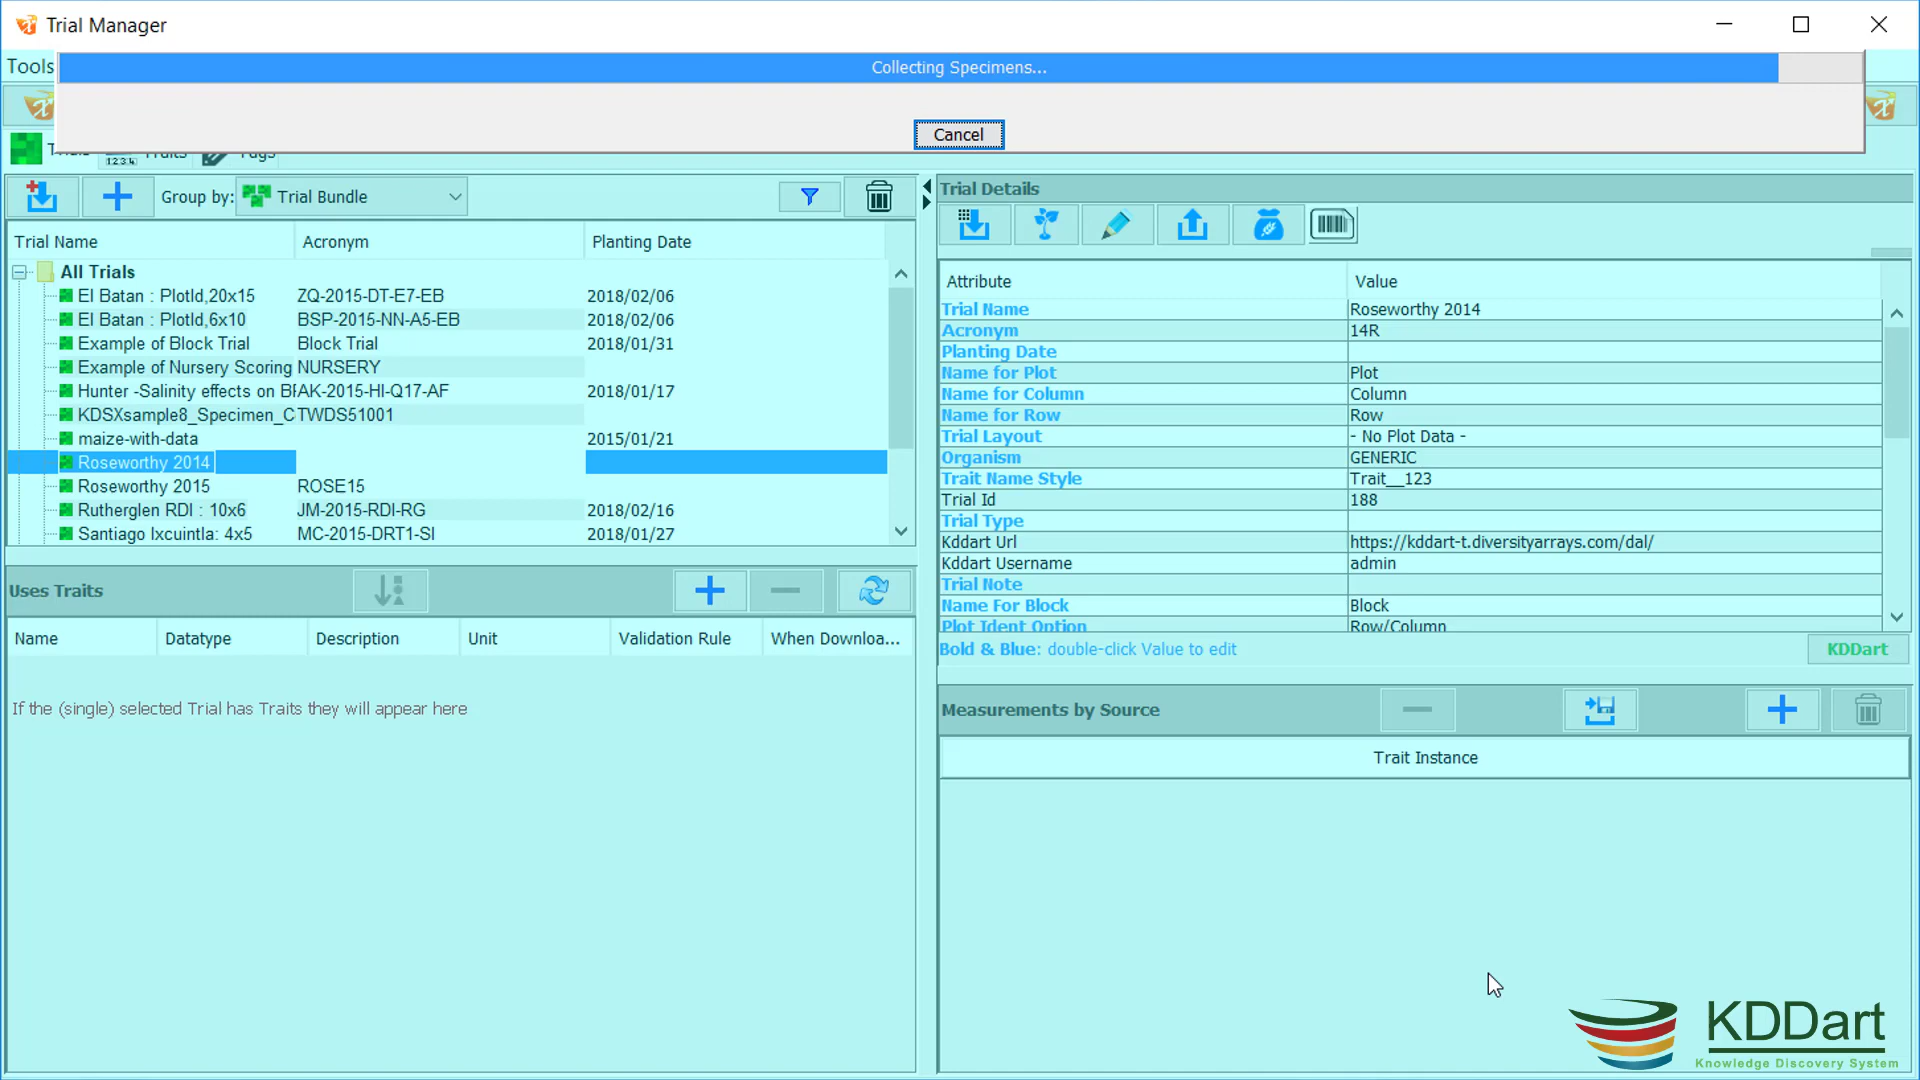 Trial Manager
Tools
Collecting Specimens...
Cancel
Traits
Tags
Group by: Trial Bundle
Trial Name Acronym Planting Date
All Trials
El Batan : PlotId,20x15 ZQ-2015-DT-E7-EB 2018/02/06
El Batan : PlotId,6x10 BSP-2015-NN-A5-EB 2018/02/06
Example of Block Trial Block Trial 2018/01/31
Example of Nursery Scoring NURSERY
Hunter -Salinity effects on AK-2015-HI-Q17-AF 2018/01/17
KDSXsample8_Specimen_C TWDS51001
maize-with-data 2015/01/21
Roseworthy 2014
Roseworthy 2015 ROSE15
Rutherglen RDI : 10x6 JM-2015-RDI-RG 2018/02/16
Santiago Ixcuintla: 4x5 MC-2015-DRT1-SI 2018/01/27
Uses Traits
Name Datatype Description Unit Validation Rule When Downloa...
If the (single) selected Trial has Traits they will appear here
Trial Details
Attribute Value
Trial Name Roseworthy 2014
Acronym 14R
Planting Date
Name for Plot Plot
Name for Column Column
Name for Row Row
Trial Layout - No Plot Data -
Organism GENERIC
Trait Name Style Trait__123
Trial Id 188
Trial Type
Kddart Url https://kddart-t.diversityarrays.com/dal/
Kddart Username admin
Trial Note
Name For Block Block
Plot Ident Option Row/Column
Bold & Blue: double-click Value to edit
KDDart
Measurements by Source
Trait Instance
KDDart
Knowledge Discovery System